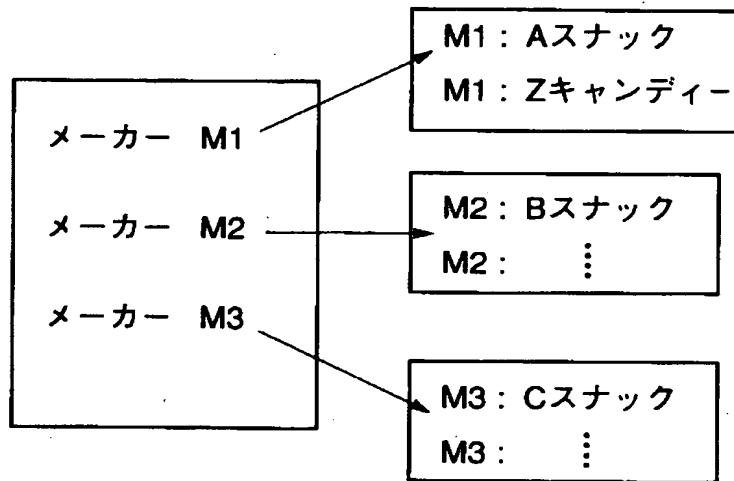 メーカー M1
メーカー M2
メーカー M3
M1 : Aスナック
M1 : Zキャンディー
M2 : Bスナック
M2 : ⋮
M3 : Cスナック
M3 : ⋮